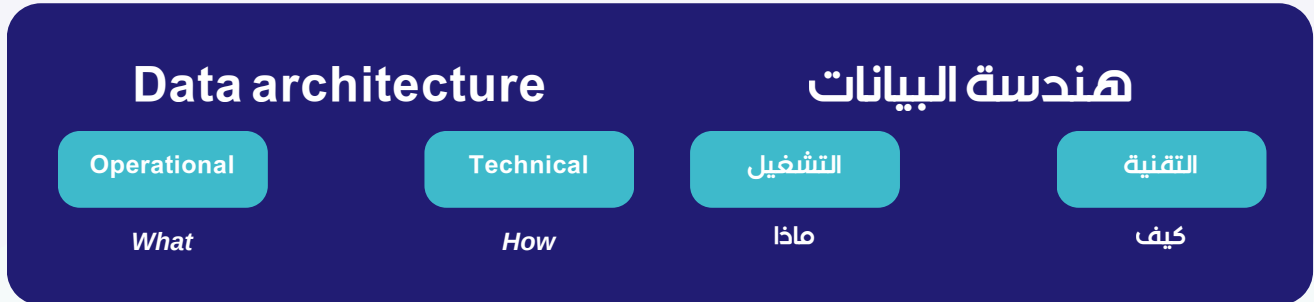 Data architecture
Operational
Technical
What
How
هندسة البيانات
التقنية
التشغيل
كيف
ماذا